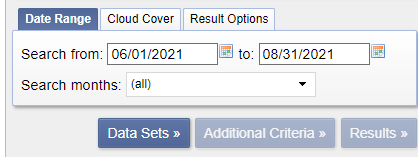 Date Range Cloud Cover Result Options
Search from: 06/01/2021 to: 08/31/2021
Search months: (all)
Data Sets » Additional Criteria » Results »